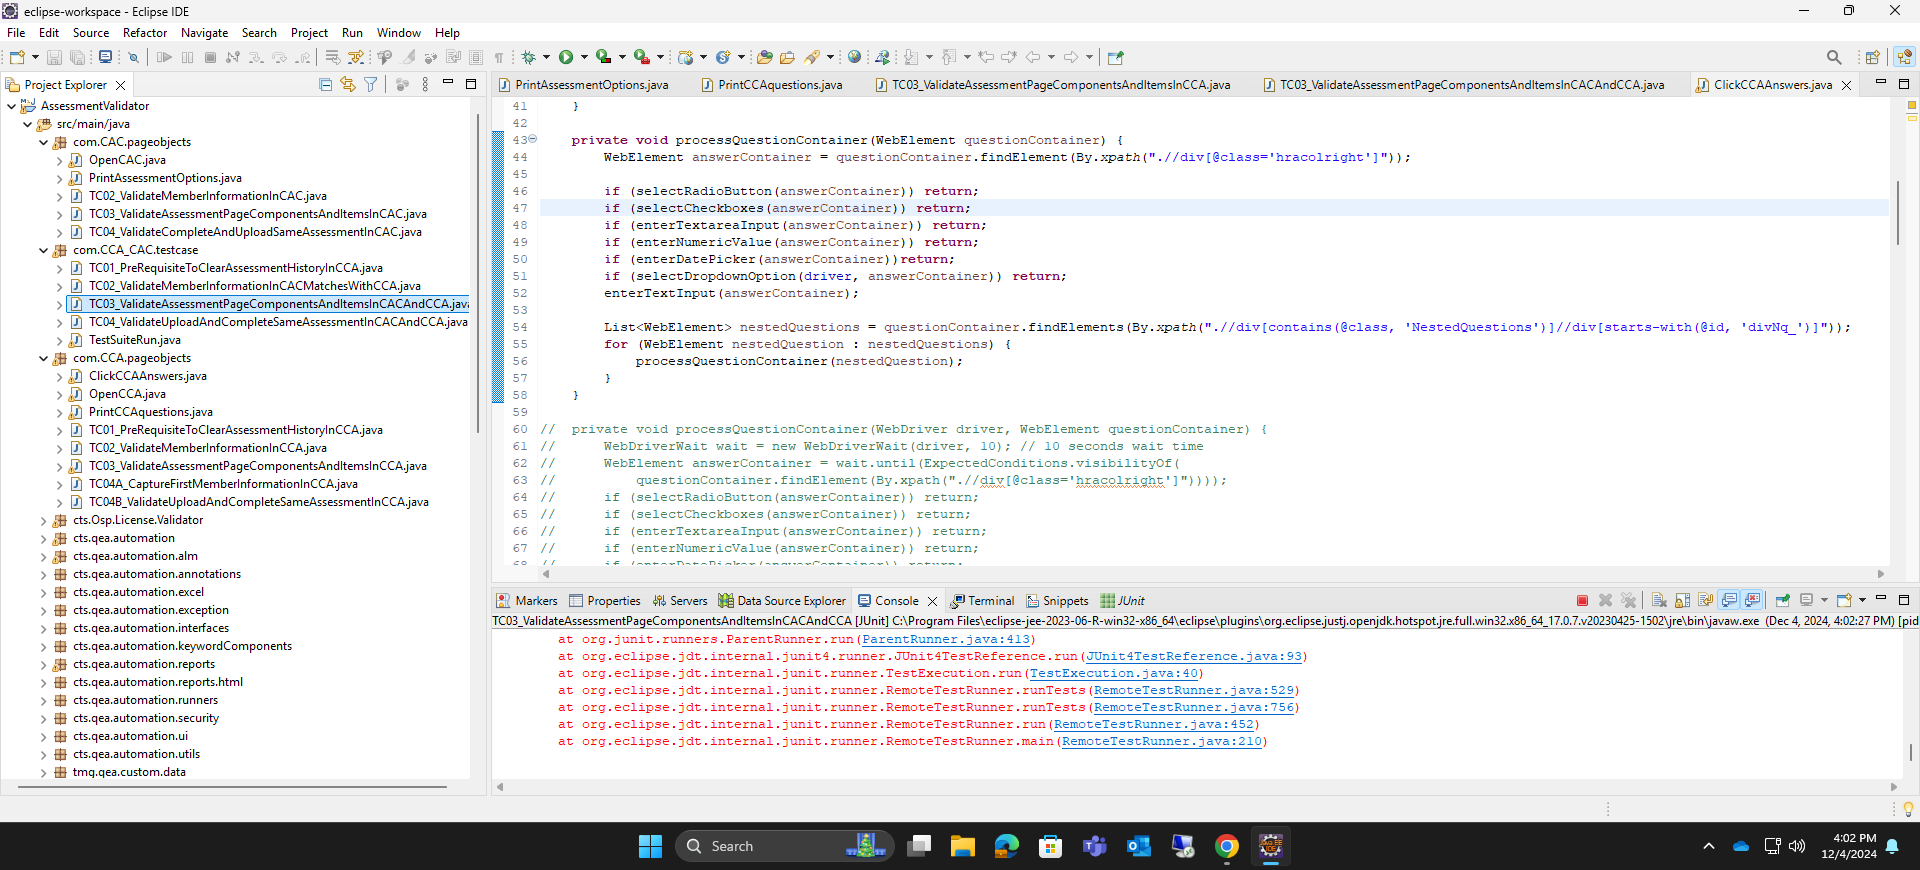 eclipse-workspace - Eclipse IDE
File Edit Source Refactor Navigate Search Project Run Window Help
Project Explorer
AssessmentValidator
src/main/java
com.CAC.pageobjects
OpenCAC.java
PrintAssessmentOptions.java
TC02_ValidateMemberInformationInCAC.java
TC03_ValidateAssessmentPageComponentsAndItemsInCAC.java
TC04_ValidateCompleteAndUploadSameAssessmentInCAC.java
com.CCA_CAC.testcase
TC01_PreRequisiteToClearAssessmentHistoryInCCA.java
TC02_ValidateMemberInformationInCACMatchesWithCCA.java
TC03_ValidateAssessmentPageComponentsAndItemsInCACAndCCA.java
TC04_ValidateUploadAndCompleteSameAssessmentInCACAndCCA.java
TestSuiteRun.java
com.CCA.pageobjects
ClickCCAAnswers.java
OpenCCA.java
PrintCCAquestions.java
TC01_PreRequisiteToClearAssessmentHistoryInCCA.java
TC02_ValidateMemberInformationInCCA.java
TC03_ValidateAssessmentPageComponentsAndItemsInCCA.java
TC04A_CaptureFirstMemberInformationInCCA.java
TC04B_ValidateUploadAndCompleteSameAssessmentInCCA.java
cts.Osp.License.Validator
cts.qea.automation
cts.qea.automation.alm
cts.qea.automation.annotations
cts.qea.automation.excel
cts.qea.automation.exception
cts.qea.automation.interfaces
cts.qea.automation.keywordComponents
cts.qea.automation.reports
cts.qea.automation.reports.html
cts.qea.automation.runners
cts.qea.automation.security
cts.qea.automation.ui
cts.qea.automation.utils
tmq.qea.custom.data
PrintAssessmentOptions.java PrintCCAquestions.java TC03_ValidateAssessmentPageComponentsAndItemsInCCA.java TC03_ValidateAssessmentPageComponentsAndItemsInCACAndCCA.java ClickCCAAnswers.java
41 }
42
43 private void processQuestionContainer(WebElement questionContainer) {
44 WebElement answerContainer = questionContainer.findElement(By.xpath(".//div[@class='hracolright']"));
45
46 if (selectRadioButton(answerContainer)) return;
47 if (selectCheckboxes(answerContainer)) return;
48 if (enterTextareaInput(answerContainer)) return;
49 if (enterNumericValue(answerContainer)) return;
50 if (enterDatePicker(answerContainer))return;
51 if (selectDropdownOption(driver, answerContainer)) return;
52 enterTextInput(answerContainer);
53
54 List<WebElement> nestedQuestions = questionContainer.findElements(By.xpath(".//div[contains(@class, 'NestedQuestions')]//div[starts-with(@id, 'divNq_')]"));
55 for (WebElement nestedQuestion : nestedQuestions) {
56 processQuestionContainer(nestedQuestion);
57 }
58 }
59
60 // private void processQuestionContainer(WebDriver driver, WebElement questionContainer) {
61 // WebDriverWait wait = new WebDriverWait(driver, 10); // 10 seconds wait time
62 // WebElement answerContainer = wait.until(ExpectedConditions.visibilityOf(
63 // questionContainer.findElement(By.xpath(".//div[@class='hracolright']"))));
64 // if (selectRadioButton(answerContainer)) return;
65 // if (selectCheckboxes(answerContainer)) return;
66 // if (enterTextareaInput(answerContainer)) return;
67 // if (enterNumericValue(answerContainer)) return;
68 // if (enterDatePicker(answerContainer)) return;
Markers Properties Servers Data Source Explorer Console Terminal Snippets JUnit
TC03_ValidateAssessmentPageComponentsAndItemsInCACAndCCA [JUnit] C:\Program Files\eclipse-jee-2023-06-R-win32-x86_64\eclipse\plugins\org.eclipse.justj.openjdk.hotspot.jre.full.win32.x86_64_17.0.7.v20230425-1502\jre\bin\javaw.exe (Dec 4, 2024, 4:02:27 PM) [pid
at org.junit.runners.ParentRunner.run(ParentRunner.java:413)
at org.eclipse.jdt.internal.junit4.runner.JUnit4TestReference.run(JUnit4TestReference.java:93)
at org.eclipse.jdt.internal.junit.runner.TestExecution.run(TestExecution.java:40)
at org.eclipse.jdt.internal.junit.runner.RemoteTestRunner.runTests(RemoteTestRunner.java:529)
at org.eclipse.jdt.internal.junit.runner.RemoteTestRunner.runTests(RemoteTestRunner.java:756)
at org.eclipse.jdt.internal.junit.runner.RemoteTestRunner.run(RemoteTestRunner.java:452)
at org.eclipse.jdt.internal.junit.runner.RemoteTestRunner.main(RemoteTestRunner.java:210)
Search
4:02 PM
12/4/2024